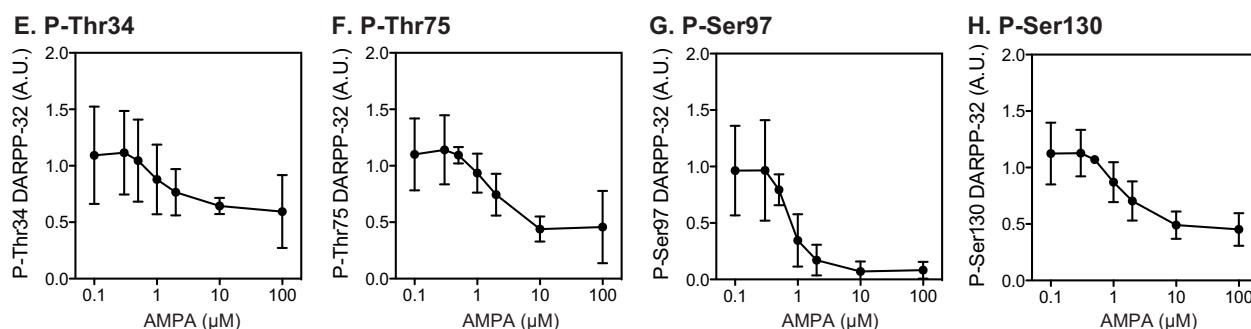 E. P-Thr34
P-Thr34 DARPP-32 (A.U.)
2.0
1.5
1.0
0.5
0.0
0.1 1 10 100
AMPA (µM)
F. P-Thr75
P-Thr75 DARPP-32 (A.U.)
2.0
1.5
1.0
0.5
0.0
0.1 1 10 100
AMPA (µM)
G. P-Ser97
P-Ser97 DARPP-32 (A.U.)
2.0
1.5
1.0
0.5
0.0
0.1 1 10 100
AMPA (µM)
H. P-Ser130
P-Ser130 DARPP-32 (A.U.)
2.0
1.5
1.0
0.5
0.0
0.1 1 10 100
AMPA (µM)